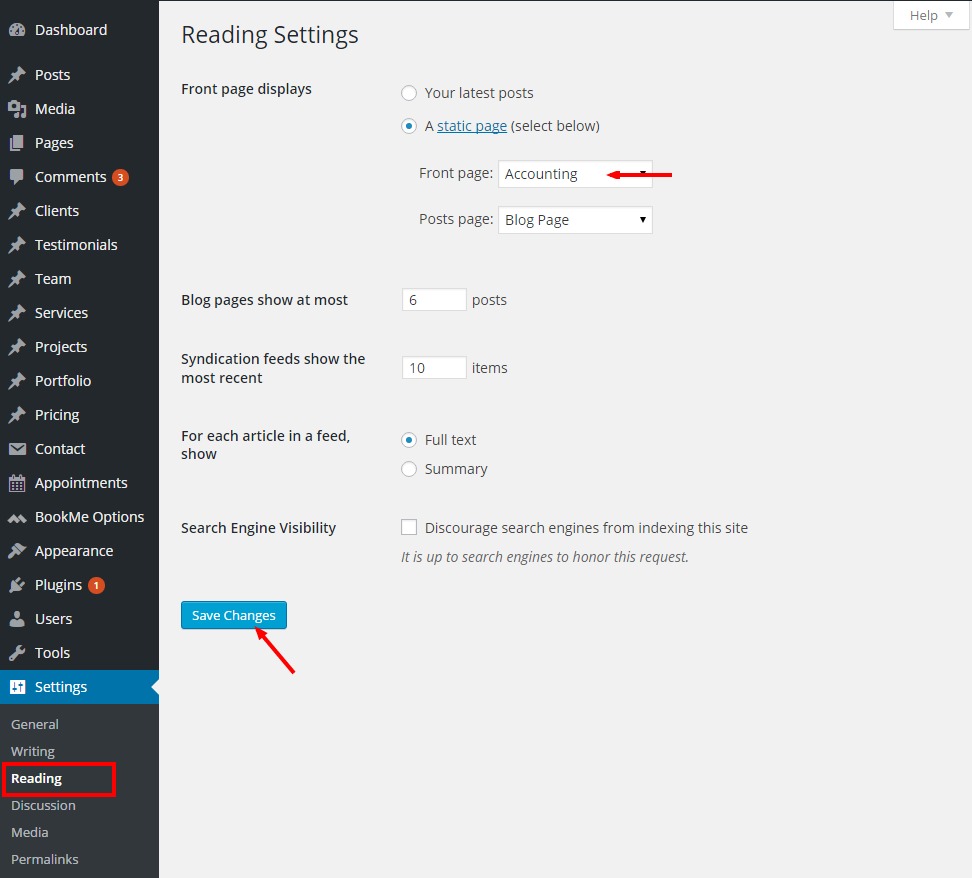 Dashboard
Posts
Media
Pages
Comments 3
Clients
Testimonials
Team
Services
Projects
Portfolio
Pricing
Contact
Appointments
BookMe Options
Appearance
Plugins 1
Users
Tools
Settings
General
Writing
Reading
Discussion
Media
Permalinks
Help
Reading Settings
Front page displays
Your latest posts
A static page (select below)
Front page: Accounting
Posts page: Blog Page
Blog pages show at most
6 posts
Syndication feeds show the
most recent
10 items
For each article in a feed,
show
Full text
Summary
Search Engine Visibility
Discourage search engines from indexing this site
It is up to search engines to honor this request.
Save Changes